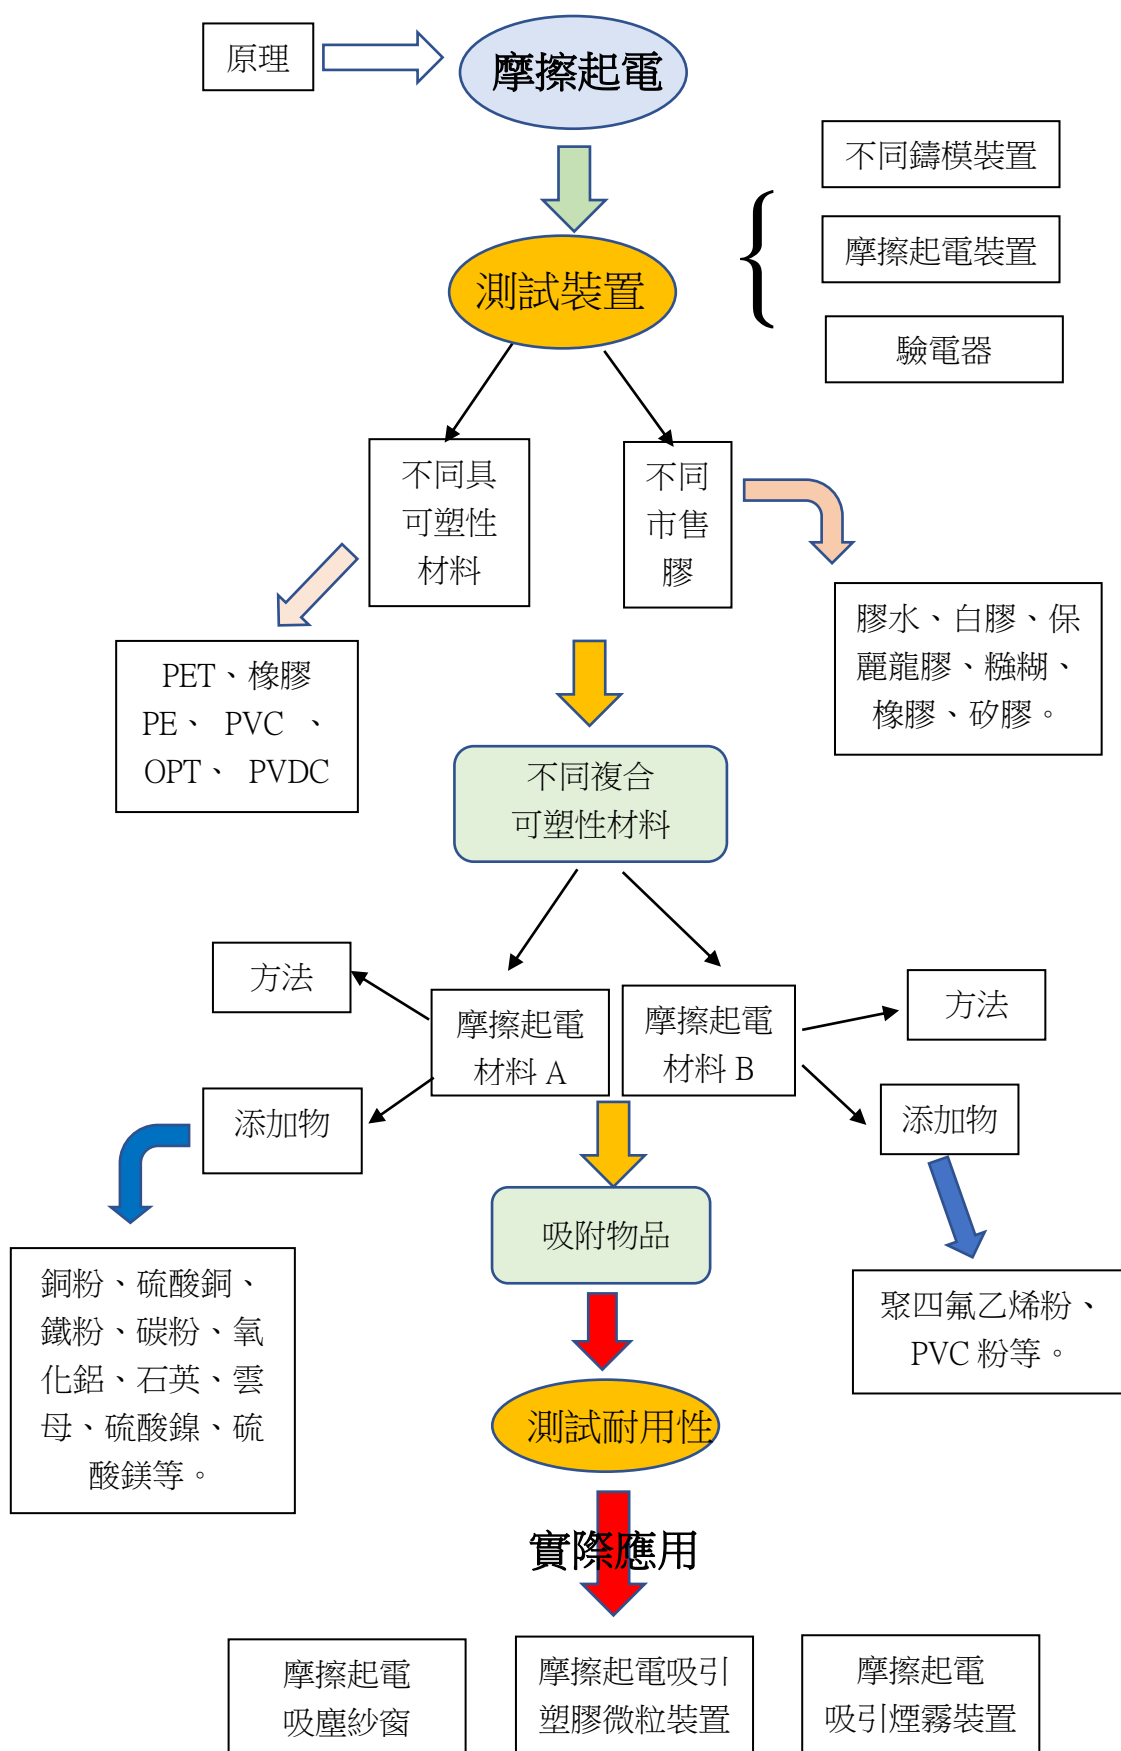 原理
摩擦起電
不同鑄模裝置
摩擦起電裝置
驗電器
測試裝置
不同具
可塑性
材料
不同
市售
膠
PET、橡膠
PE、 PVC 、
OPT、 PVDC
膠水、白膠、保
麗龍膠、糨糊、
橡膠、矽膠。
不同複合
可塑性材料
方法
摩擦起電
材料 A
摩擦起電
材料 B
方法
添加物
添加物
銅粉、硫酸銅、
鐵粉、碳粉、氧
化鋁、石英、雲
母、硫酸鎳、硫
酸鎂等。
吸附物品
聚四氟乙烯粉、
PVC 粉等。
測試耐用性
實際應用
摩擦起電
吸塵紗窗
摩擦起電吸引
塑膠微粒裝置
摩擦起電
吸引煙霧裝置